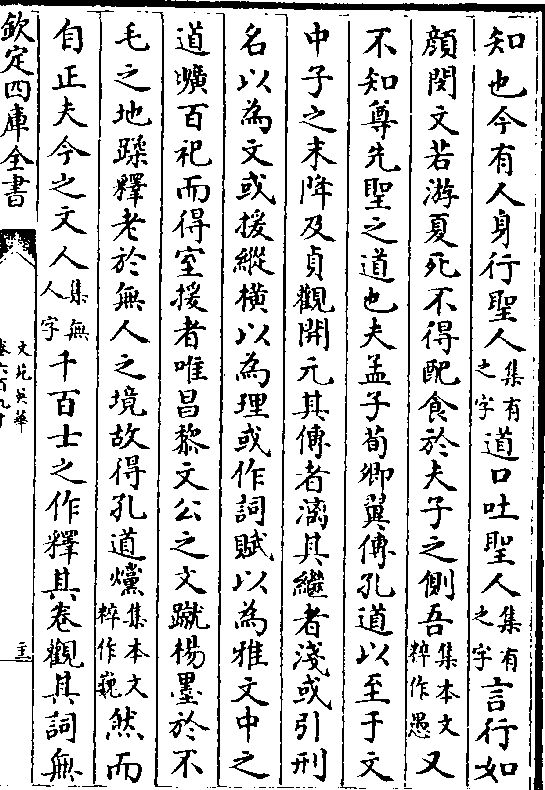 知也今有人身行聖人集有之字道口吐聖人集有之字言行如
顔閔文若游夏死不得配食於夫子之側吾集本文粹作愚又
不知尊先聖之道也夫孟子荀卿翼傳孔道以至于文
中子之末降及貞觀開元其傳者漓其繼者淺或引刑
名以為文或援縱横以為理或作詞賦以為雅文中之
道曠百祀而得室授者唯昌黎文公之文蹴楊墨於不
毛之地蹂釋老於無人之境故得孔道爣集本文粹作巍然而
自正夫今之文人集無人字千百士之作釋其卷觀其詞無
欽定四庫全書
文苑英華
卷六百九十